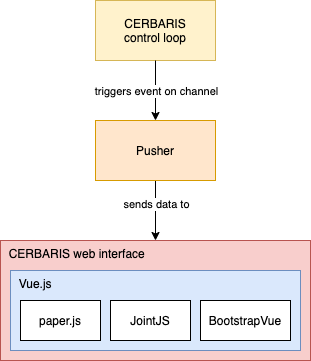 CERBARIS
control loop
triggers event on channel
Pusher
sends data to
CERBARIS web interface
Vue.js
paper.js
JointJS
BootstrapVue